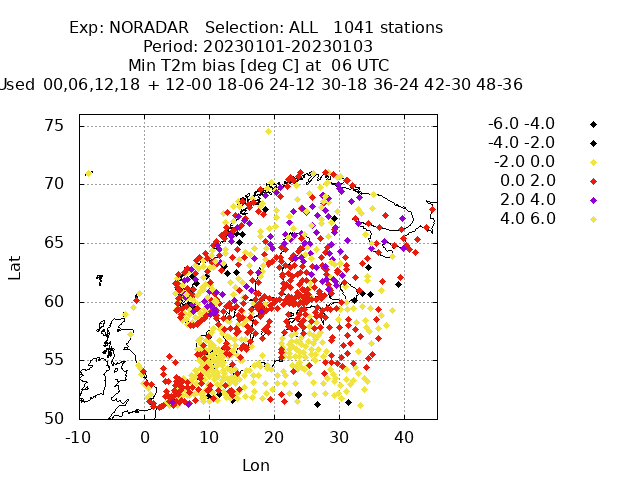 Exp: NORADAR Selection: ALL 1041 stations
Period: 20230101-20230103
Min T2m bias [deg C] at 06 UTC
Used 00,06,12,18 + 12-00 18-06 24-12 30-18 36-24 42-30 48-36
-6.0 -4.0
-4.0 -2.0
-2.0 0.0
0.0 2.0
2.0 4.0
4.0 6.0
75
70
65
60
55
50
-10 0 10 20 30 40
Lat
Lon